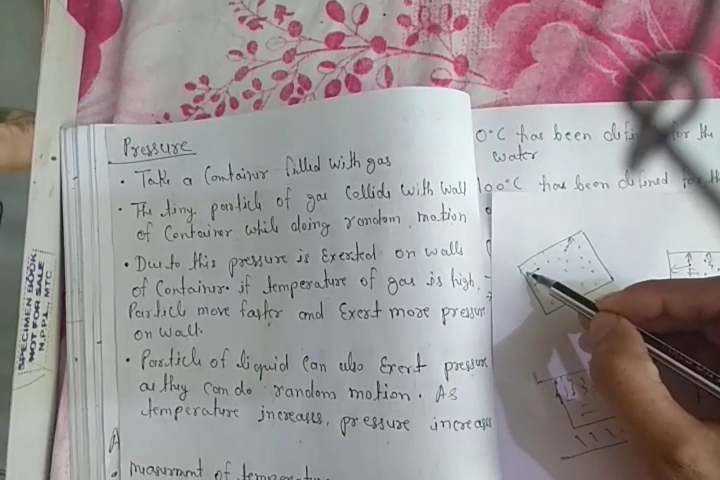 Pressure
• Take a Container filled with gas
• The tiny particle of gas Collide with wall
of Container while doing random motion
• Due to this pressure is Exerted on walls
of Container. if temperature of gas is high,
Particle move faster and Exert more pressure
on wall.
• Particle of liquid Can also Exert pressure
as they Can do random motion. As
temperature increases, pressure increases
A
• measurment of
0°C has been for the
water
100°C has been defined for the
SPECIMEN BOOK
NOT FOR SALE
N.P.P.L. MTC